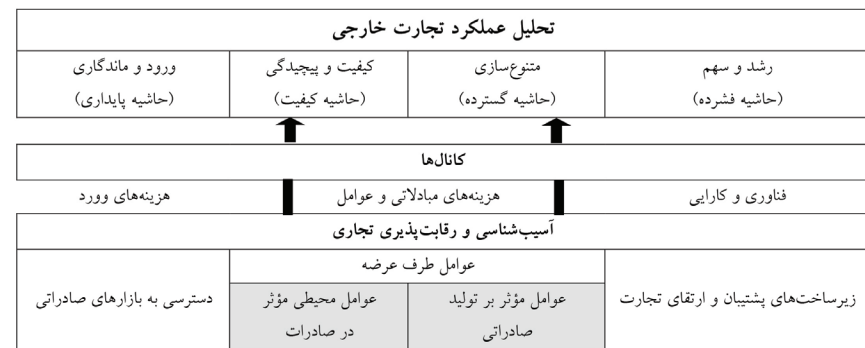 تحلیل عملکرد تجارت خارجی
رشد و سهم
(حاشیه فشرده)
متنوع‌سازی
(حاشیه گسترده)
کیفیت و پیچیدگی
(حاشیه کیفیت)
ورود و ماندگاری
(حاشیه پایداری)
کانال‌ها
فناوری و کارایی
هزینه‌های مبادلاتی و عوامل
هزینه‌های وورد
آسیب‌شناسی و رقابت‌پذیری تجاری
زیرساخت‌های پشتیبان و ارتقای تجارت
عوامل طرف عرضه
عوامل مؤثر بر تولید
صادراتی
عوامل محیطی مؤثر
در صادرات
دسترسی به بازارهای صادراتی